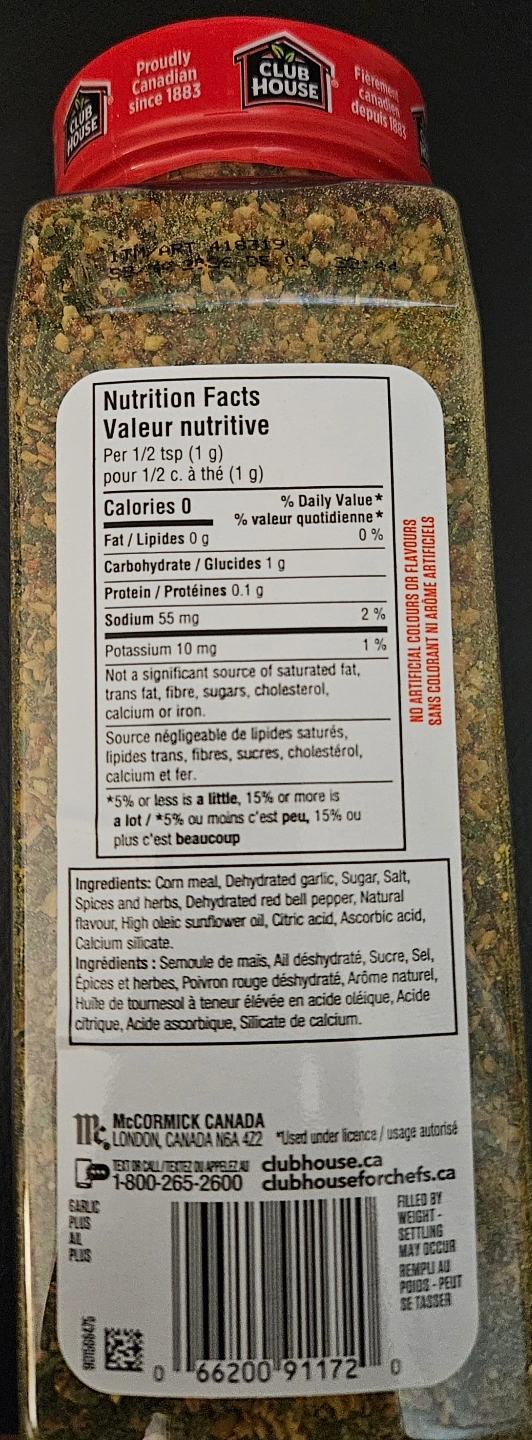 Proudly
Canadian
since 1883
CLUB
HOUSE
Fièrement
canadien
depuis 1883
CLUB
HOUSE
ITM/ART 418319
Nutrition Facts
Valeur nutritive
Per 1/2 tsp (1 g)
pour 1/2 c. à thé (1 g)
Calories 0
% Daily Value*
% valeur quotidienne*
Fat / Lipides 0 g 0 %
Carbohydrate / Glucides 1 g
Protein / Protéines 0.1 g
Sodium 55 mg 2 %
Potassium 10 mg 1 %
Not a significant source of saturated fat,
trans fat, fibre, sugars, cholesterol,
calcium or iron.
Source négligeable de lipides saturés,
lipides trans, fibres, sucres, cholestérol,
calcium et fer.
*5% or less is a little, 15% or more is
a lot / *5% ou moins c'est peu, 15% ou
plus c'est beaucoup
NO ARTIFICIAL COLOURS OR FLAVOURS
SANS COLORANT NI ARÔME ARTIFICIELS
Ingredients: Corn meal, Dehydrated garlic, Sugar, Salt,
Spices and herbs, Dehydrated red bell pepper, Natural
flavour, High oleic sunflower oil, Citric acid, Ascorbic acid,
Calcium silicate.
Ingrédients : Semoule de maïs, Ail déshydraté, Sucre, Sel,
Épices et herbes, Poivron rouge déshydraté, Arôme naturel,
Huile de tournesol à teneur élévée en acide oléique, Acide
citrique, Acide ascorbique, Silicate de calcium.
McCORMICK CANADA
LONDON, CANADA N6A 4Z2 *Used under licence / usage autorisé
TEXT OR CALL/TEXTEZ OU APPELEZ AU
1-800-265-2600
clubhouse.ca
clubhouseforchefs.ca
GARLIC
PLUS
AIL
PLUS
FILLED BY
WEIGHT -
SETTLING
MAY OCCUR
REMPLI AU
POIDS - PEUT
SE TASSER
0 66200 91172 0